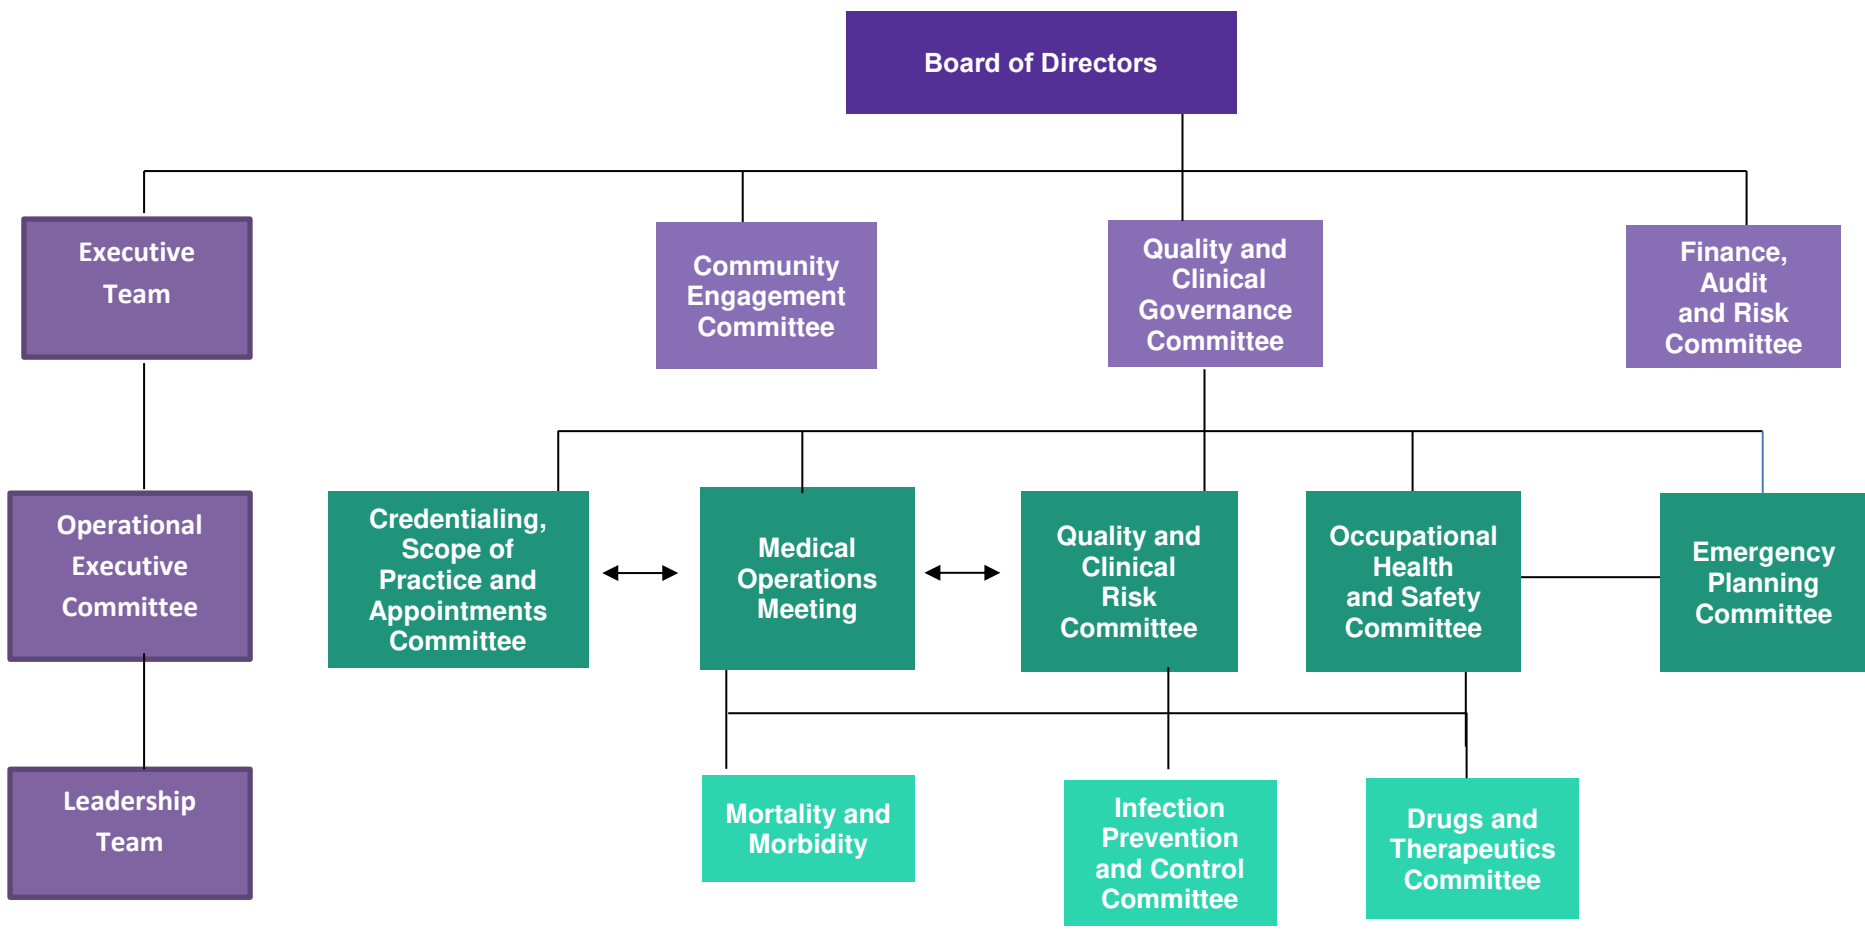 Board of Directors
Executive
Team
Community
Engagement
Committee
Quality and
Clinical
Governance
Committee
Finance,
Audit
and Risk
Committee
Operational
Executive
Committee
Credentialing,
Scope of
Practice and
Appointments
Committee
Medical
Operations
Meeting
Quality and
Clinical
Risk
Committee
Occupational
Health
and Safety
Committee
Emergency
Planning
Committee
Leadership
Team
Mortality and
Morbidity
Infection
Prevention
and Control
Committee
Drugs and
Therapeutics
Committee